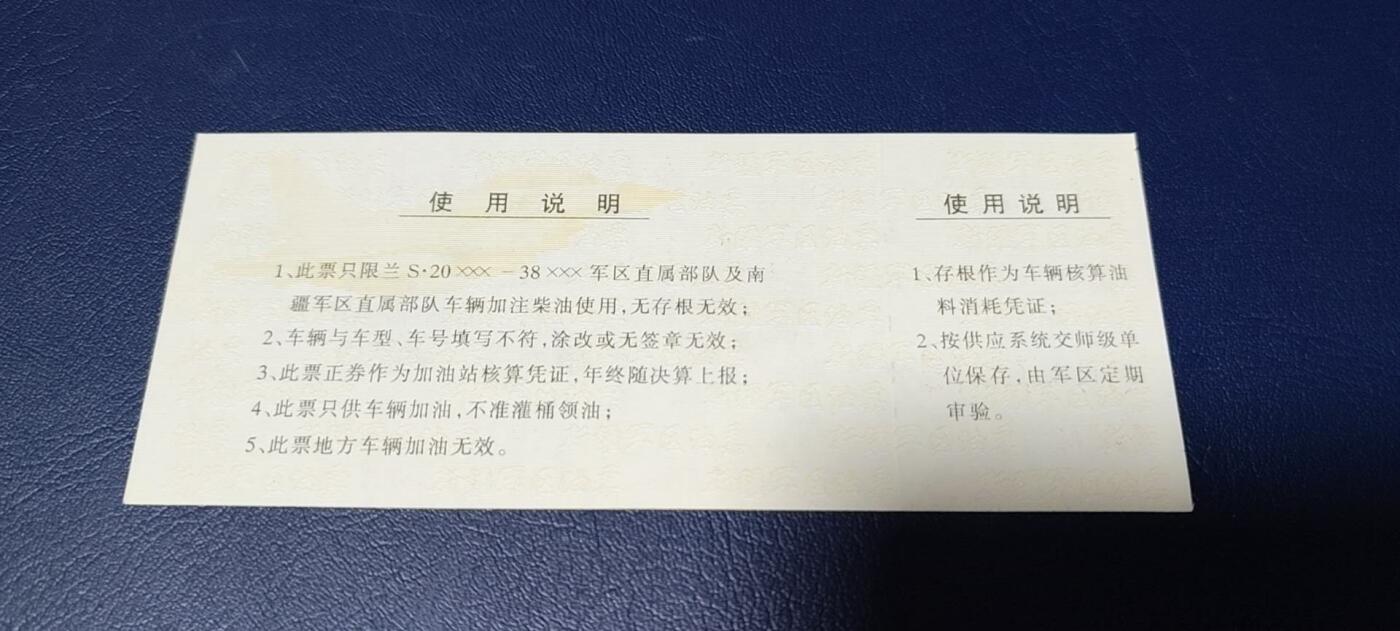 使用说明
1、此票只限兰S·20×××－38×××军区直属部队及南
疆军区直属部队车辆加注柴油使用,无存根无效;
2、车辆与车型、车号填写不符,涂改或无签章无效;
3、此票正券作为加油站核算凭证,年终随决算上报;
4、此票只供车辆加油,不准灌桶领油;
5、此票地方车辆加油无效。
使用说明
1、存根作为车辆核算油
料消耗凭证;
2、按供应系统交师级单
位保存,由军区定期
审验。